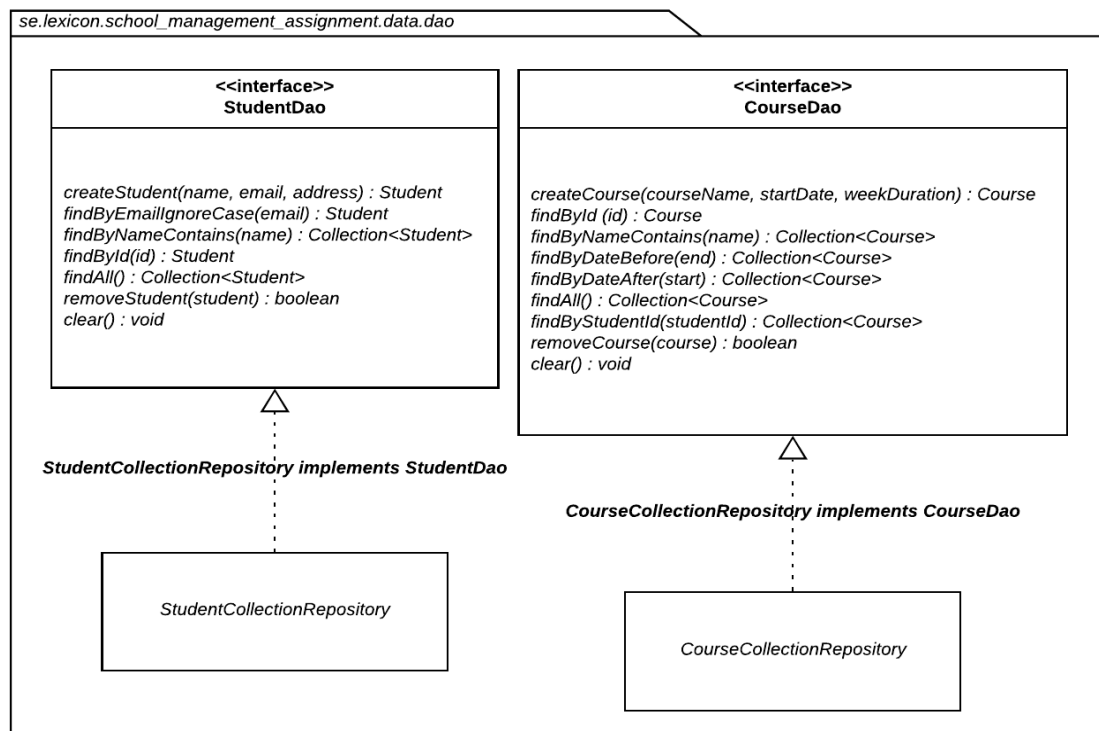 se.lexicon.school_management_assignment.data.dao
<<interface>>
StudentDao
createStudent(name, email, address) : Student
findByEmailIgnoreCase(email) : Student
findByNameContains(name) : Collection<Student>
findById(id) : Student
findAll() : Collection<Student>
removeStudent(student) : boolean
clear() : void
<<interface>>
CourseDao
createCourse(courseName, startDate, weekDuration) : Course
findById (id) : Course
findByNameContains(name) : Collection<Course>
findByDateBefore(end) : Collection<Course>
findByDateAfter(start) : Collection<Course>
findAll() : Collection<Course>
findByStudentId(studentId) : Collection<Course>
removeCourse(course) : boolean
clear() : void
StudentCollectionRepository implements StudentDao
CourseCollectionRepository implements CourseDao
StudentCollectionRepository
CourseCollectionRepository